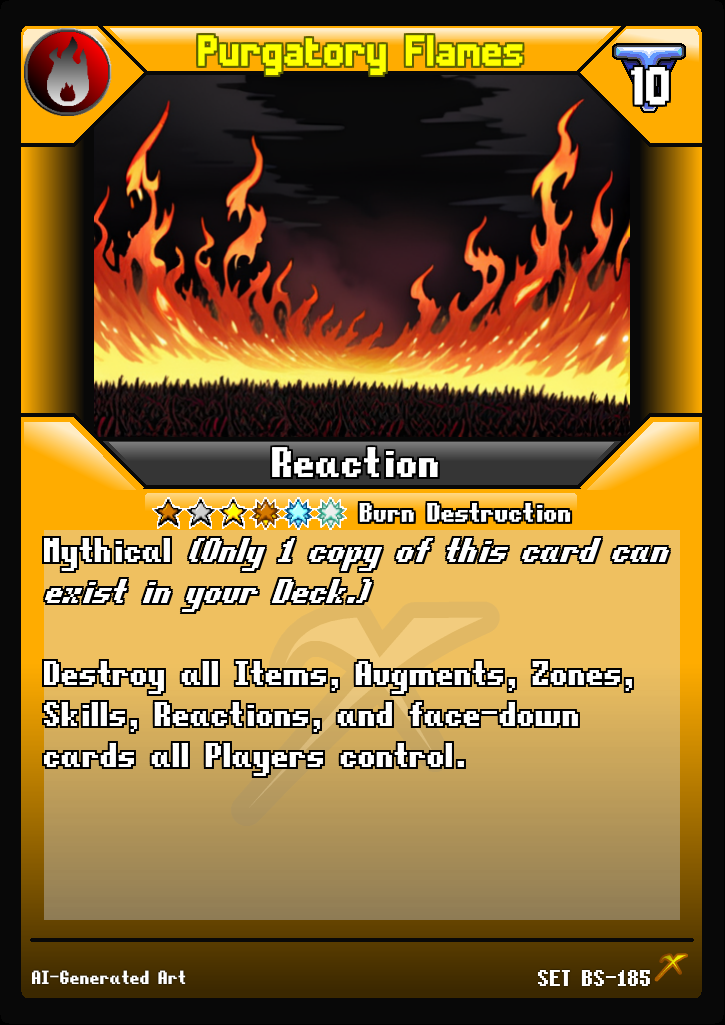 Purgatory Flames
10
Reaction
Burn Destruction
Mythical (Only 1 copy of this card can
exist in your Deck.)
Destroy all Items, Augments, Zones,
Skills, Reactions, and face-down
cards all Players control.
AI-Generated Art
SET BS-185